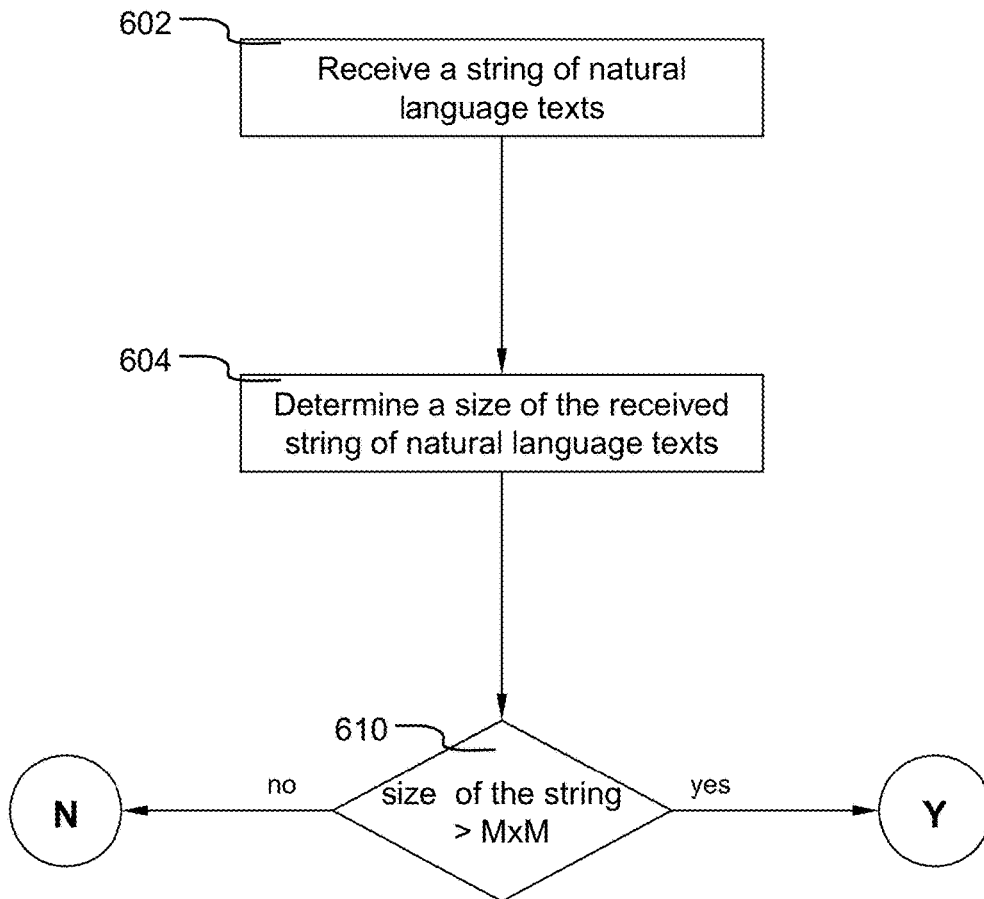 602
Receive a string of natural
language texts
604
Determine a size of the received
string of natural language texts
610
no
yes
N
size of the string
> MxM
Y